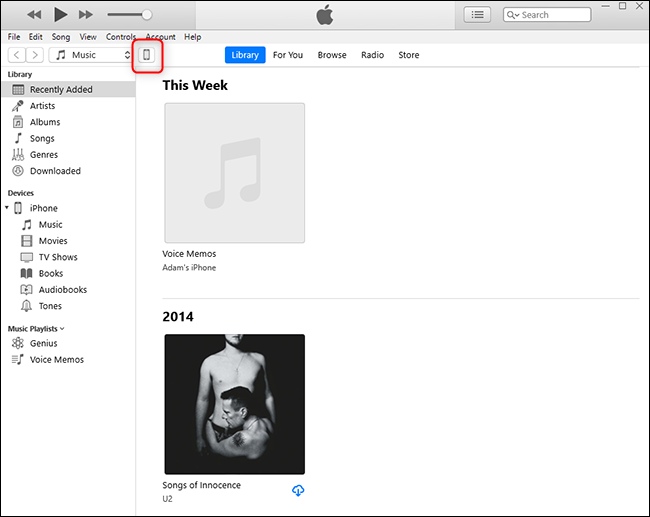 Search
File Edit Song View Controls Account Help
Music
Library For You Browse Radio Store
Library
Recently Added
Artists
Albums
Songs
Genres
Downloaded
Devices
iPhone
Music
Movies
TV Shows
Books
Audiobooks
Tones
Music Playlists
Genius
Voice Memos
This Week
Voice Memos
Adam's iPhone
2014
Songs of Innocence
U2